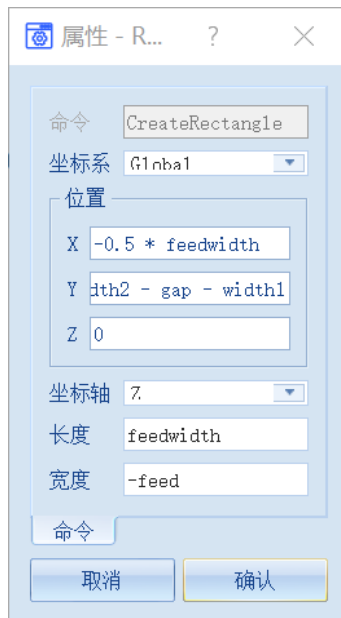 属性 - R... ?
命令 CreateRectangle
坐标系 Global
位置
X -0.5 * feedwidth
Y dth2 - gap - width1
Z 0
坐标轴 Z
长度 feedwidth
宽度 -feed
命令
取消 确认